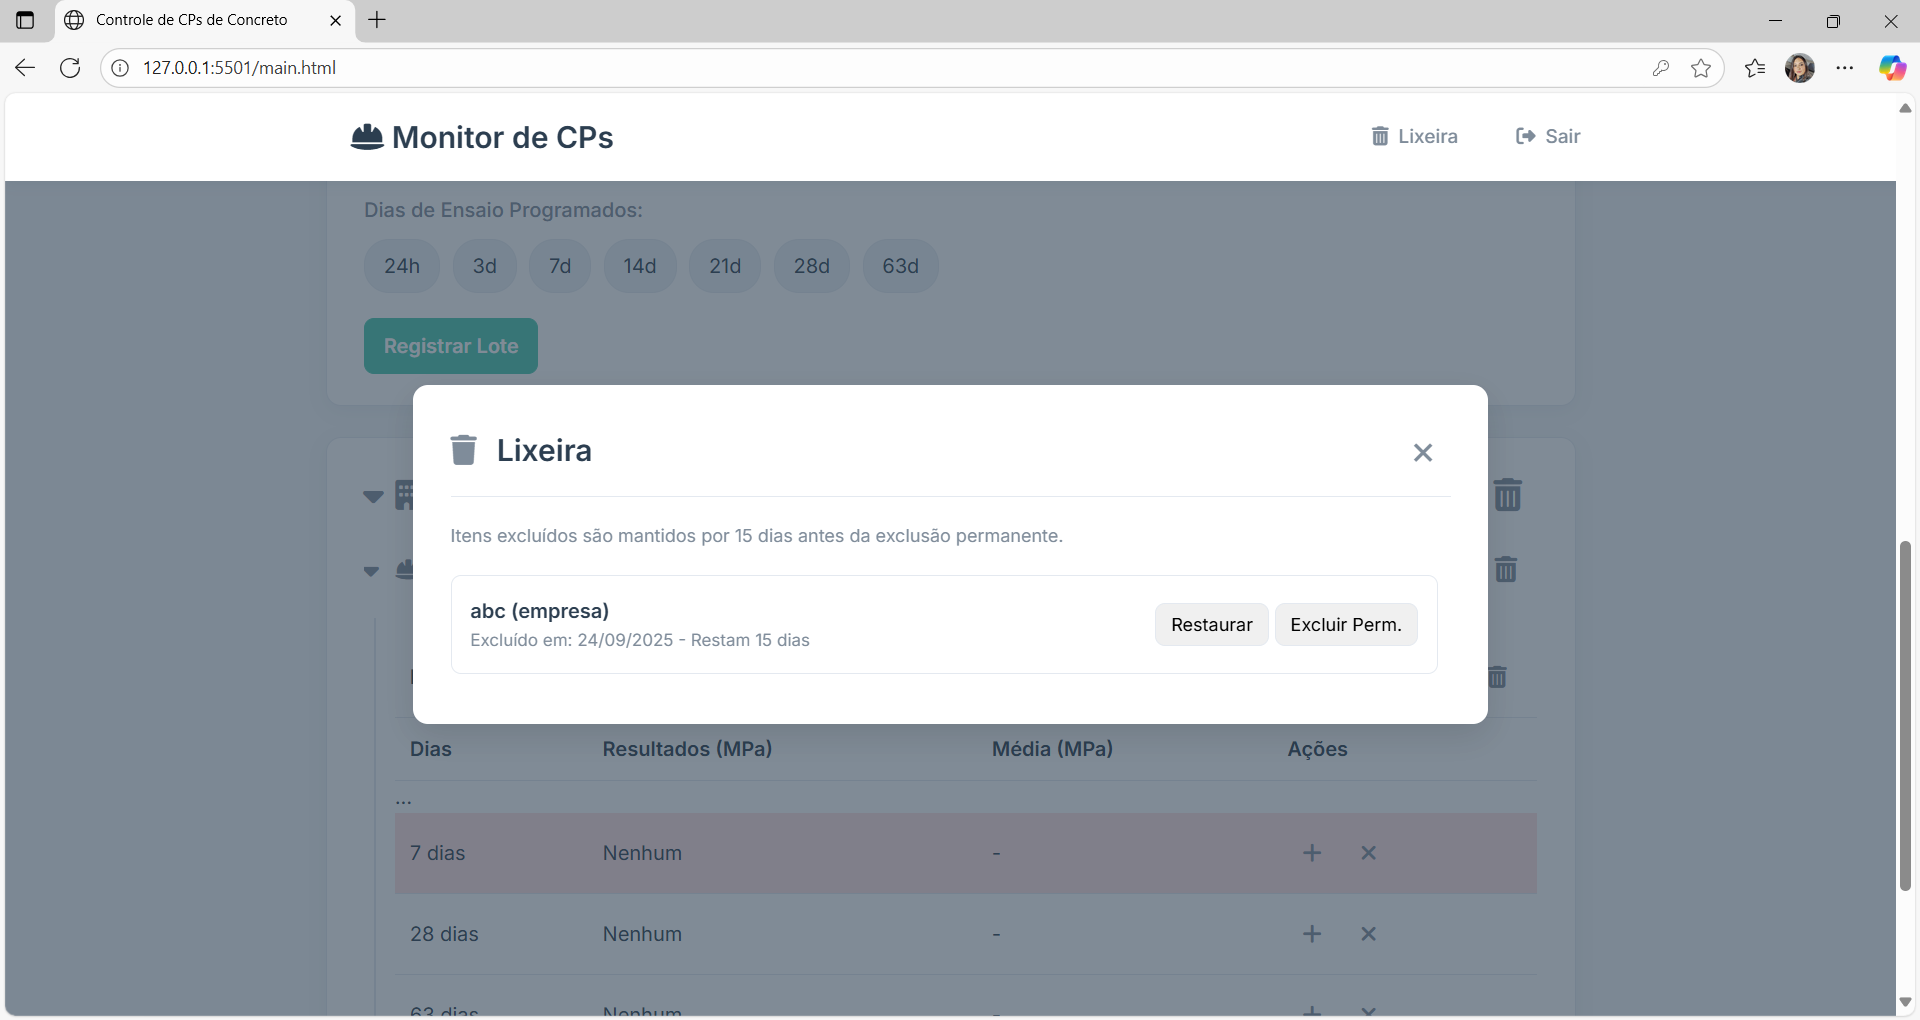 Controle de CPs de Concreto
127.0.0.1:5501/main.html
Monitor de CPs
Lixeira
Sair
Dias de Ensaio Programados:
24h 3d 7d 14d 21d 28d 63d
Registrar Lote
Lixeira
Itens excluídos são mantidos por 15 dias antes da exclusão permanente.
abc (empresa)
Excluído em: 24/09/2025 - Restam 15 dias
Restaurar
Excluir Perm.
Dias Resultados (MPa) Média (MPa) Ações
...
7 dias Nenhum -
28 dias Nenhum -
63 dias Nenhum -